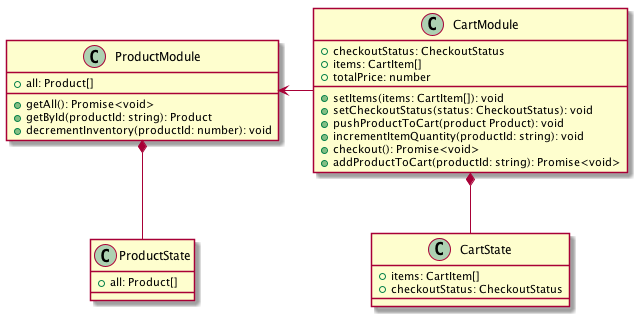 C ProductModule
all: Product[]
getAll(): Promise<void>
getById(productId: string): Product
decrementInventory(productId: number): void
C CartModule
checkoutStatus: CheckoutStatus
items: CartItem[]
totalPrice: number
setItems(items: CartItem[]): void
setCheckoutStatus(status: CheckoutStatus): void
pushProductToCart(product Product): void
incrementItemQuantity(productId: string): void
checkout(): Promise<void>
addProductToCart(productId: string): Promise<void>
C ProductState
all: Product[]
C CartState
items: CartItem[]
checkoutStatus: CheckoutStatus